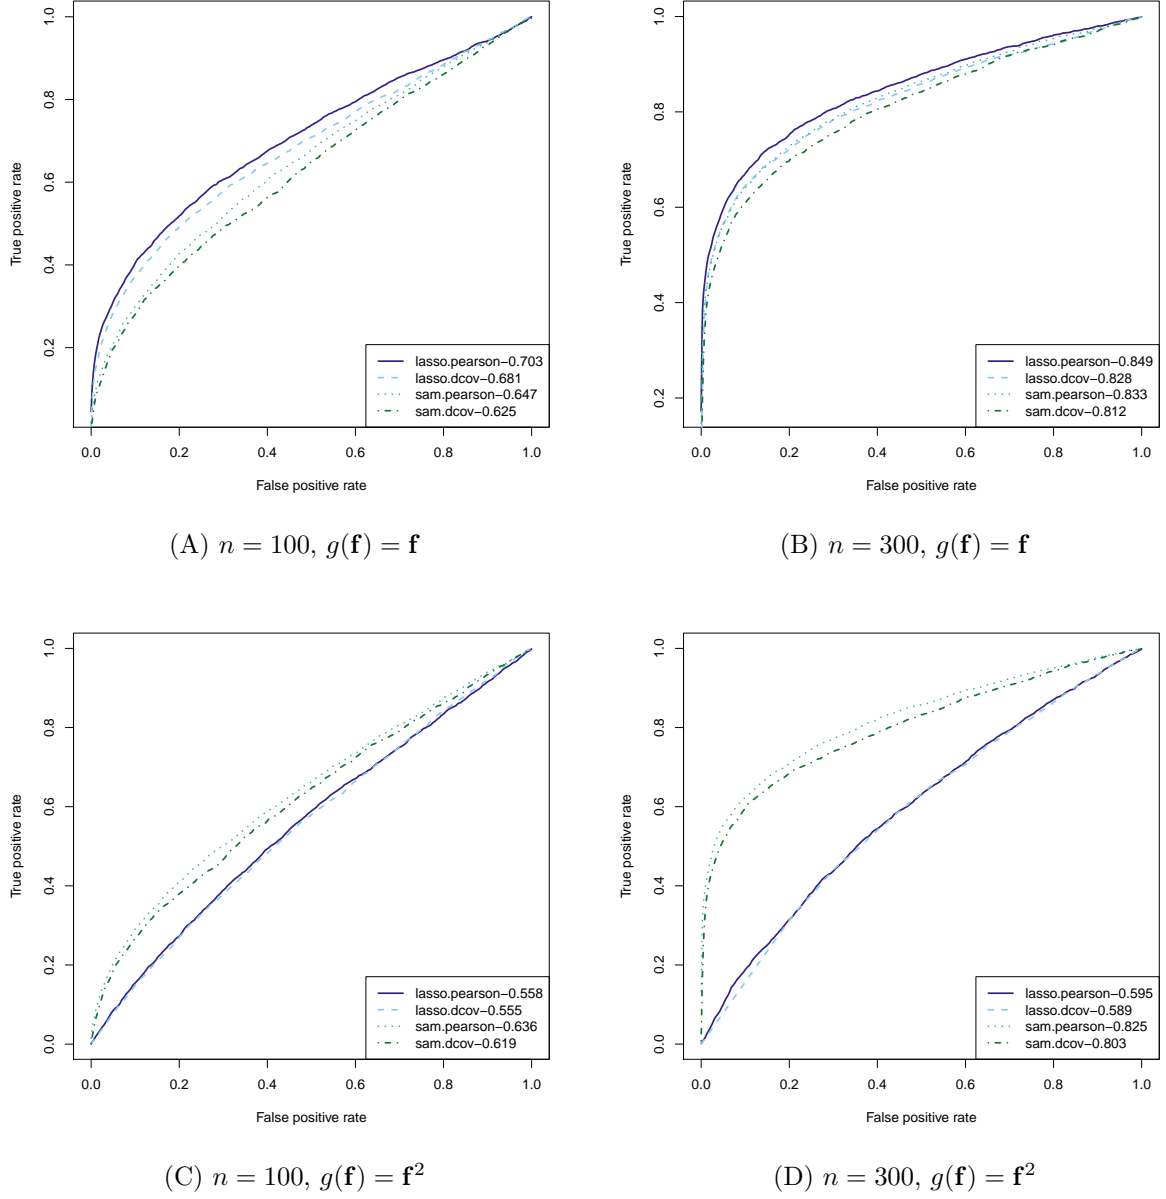 1.0
0.8
0.6
0.4
0.2
True positive rate
lasso.pearson−0.703
lasso.dcov−0.681
sam.pearson−0.647
sam.dcov−0.625
0.0 0.2 0.4 0.6 0.8 1.0
False positive rate
(A) n = 100, g(f) = f
1.0
0.8
0.6
0.4
0.2
True positive rate
lasso.pearson−0.849
lasso.dcov−0.828
sam.pearson−0.833
sam.dcov−0.812
0.0 0.2 0.4 0.6 0.8 1.0
False positive rate
(B) n = 300, g(f) = f
1.0
0.8
0.6
0.4
0.2
0.0
True positive rate
lasso.pearson−0.558
lasso.dcov−0.555
sam.pearson−0.636
sam.dcov−0.619
0.0 0.2 0.4 0.6 0.8 1.0
False positive rate
(C) n = 100, g(f) = f²
1.0
0.8
0.6
0.4
0.2
0.0
True positive rate
lasso.pearson−0.595
lasso.dcov−0.589
sam.pearson−0.825
sam.dcov−0.803
0.0 0.2 0.4 0.6 0.8 1.0
False positive rate
(D) n = 300, g(f) = f²